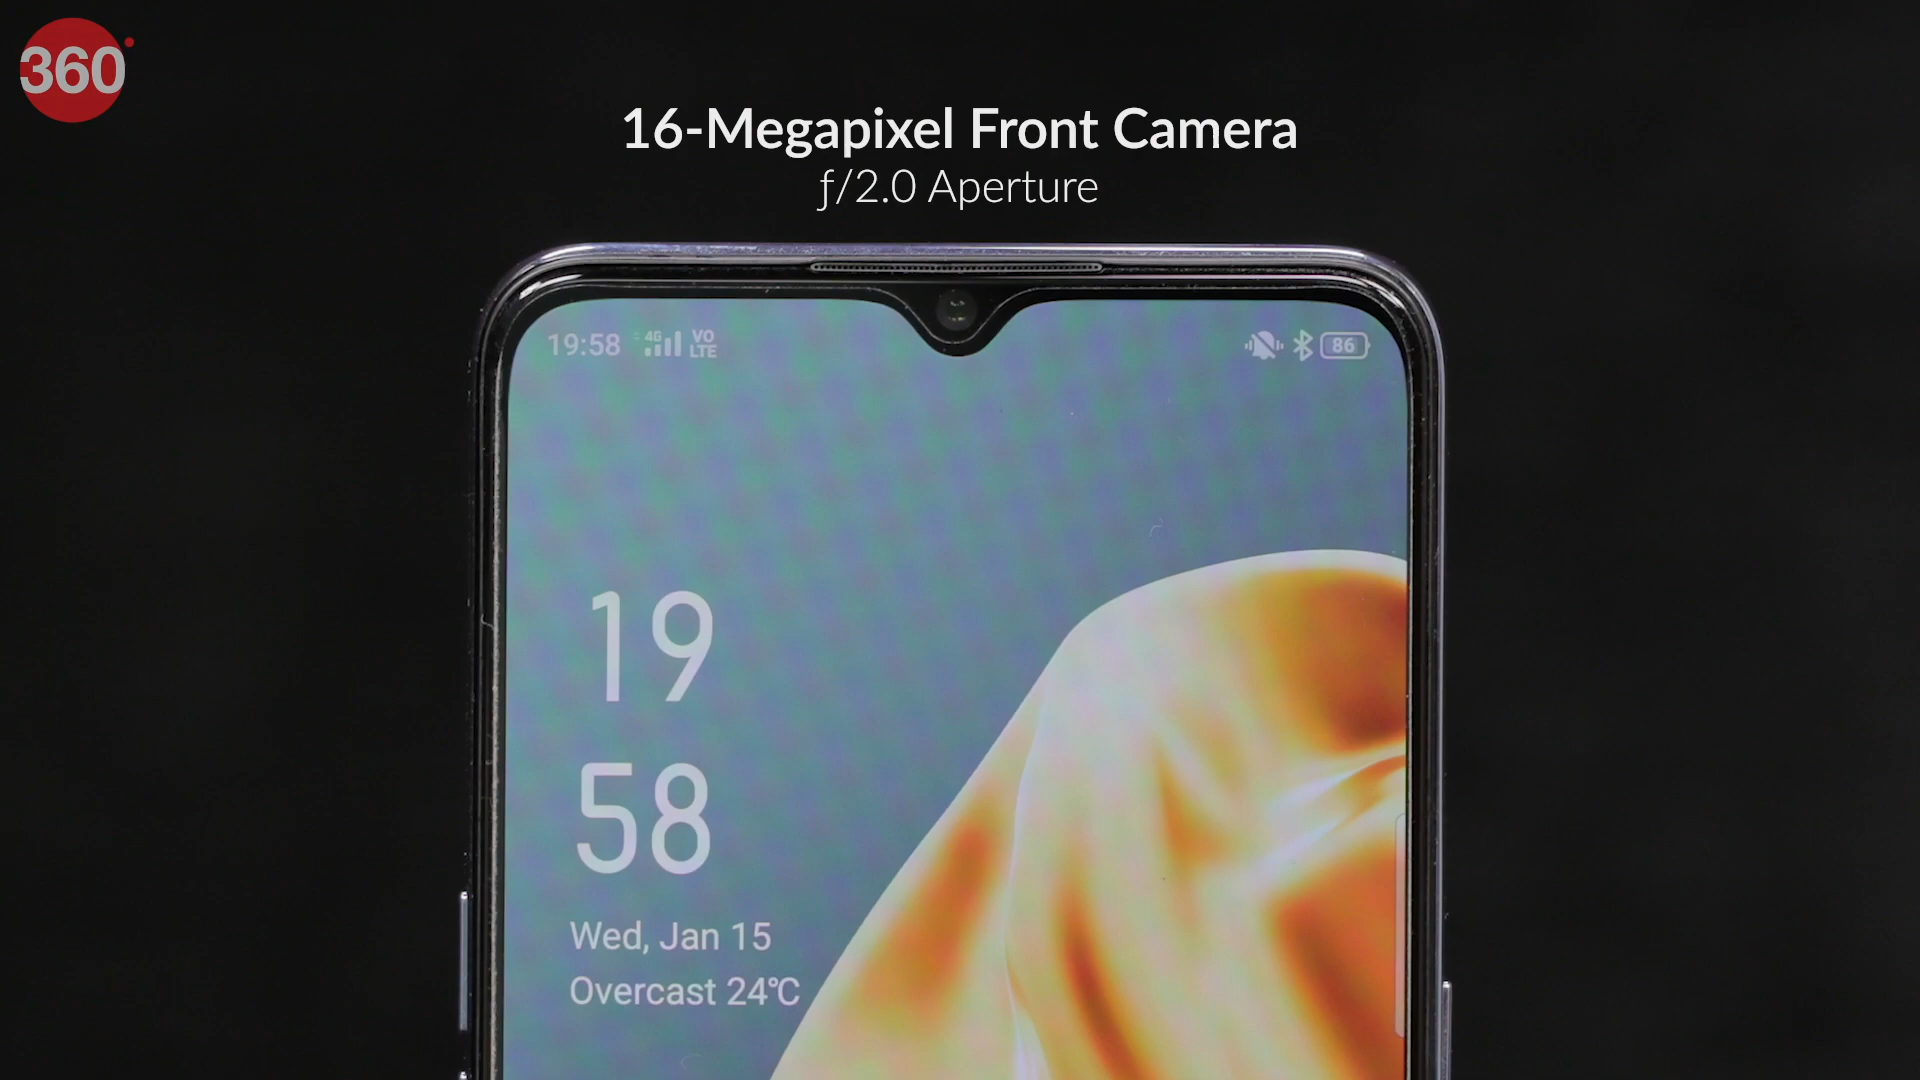 360
16-Megapixel Front Camera
ƒ/2.0 Aperture
19:58 4G VO LTE 86
19
58
Wed, Jan 15
Overcast 24°C